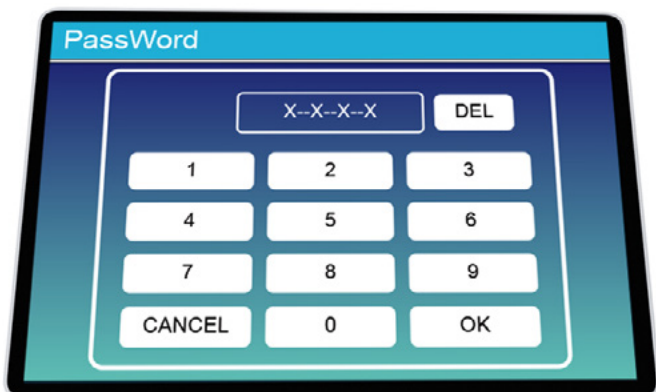 PassWord
X--X--X--X DEL
1 2 3
4 5 6
7 8 9
CANCEL 0 OK